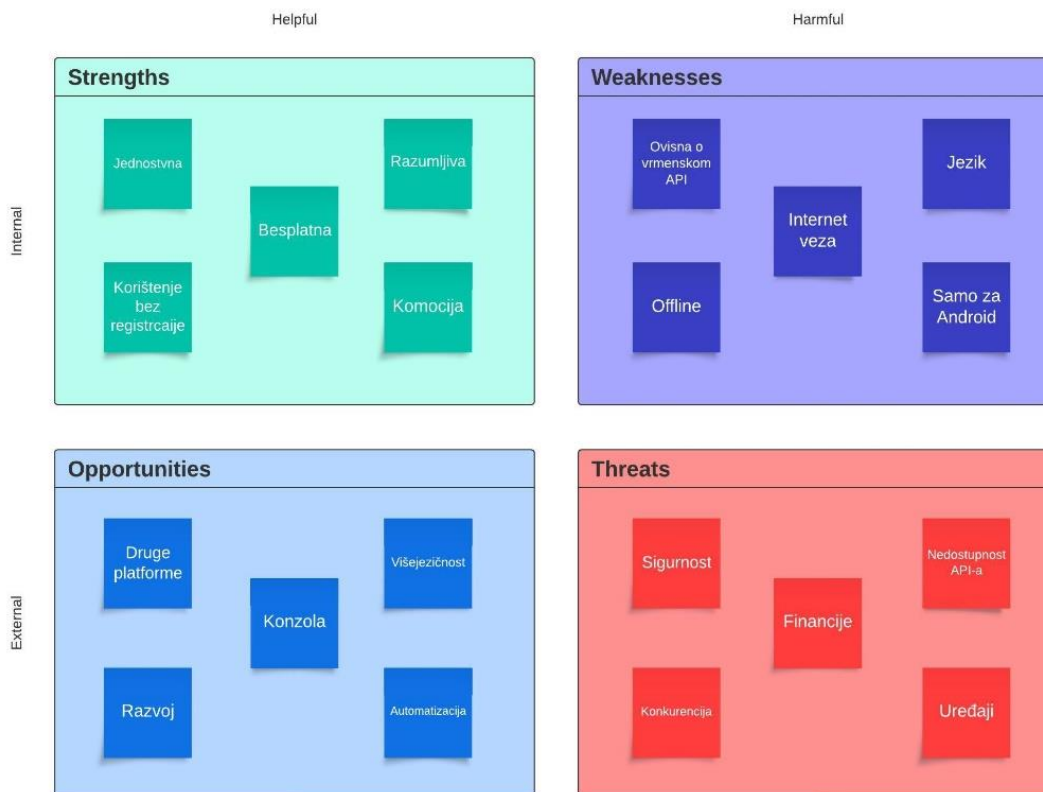 Helpful
Harmful
Internal
Strengths
Jednostvna
Razumljiva
Besplatna
Korištenje
bez
registrcaije
Komocija
Weaknesses
Ovisna o
vrmenskom
API
Jezik
Internet
veza
Offline
Samo za
Android
External
Opportunities
Druge
platforme
Višejezičnost
Konzola
Razvoj
Automatizacija
Threats
Sigurnost
Nedostupnost
API-a
Financije
Konkurencija
Uređaji